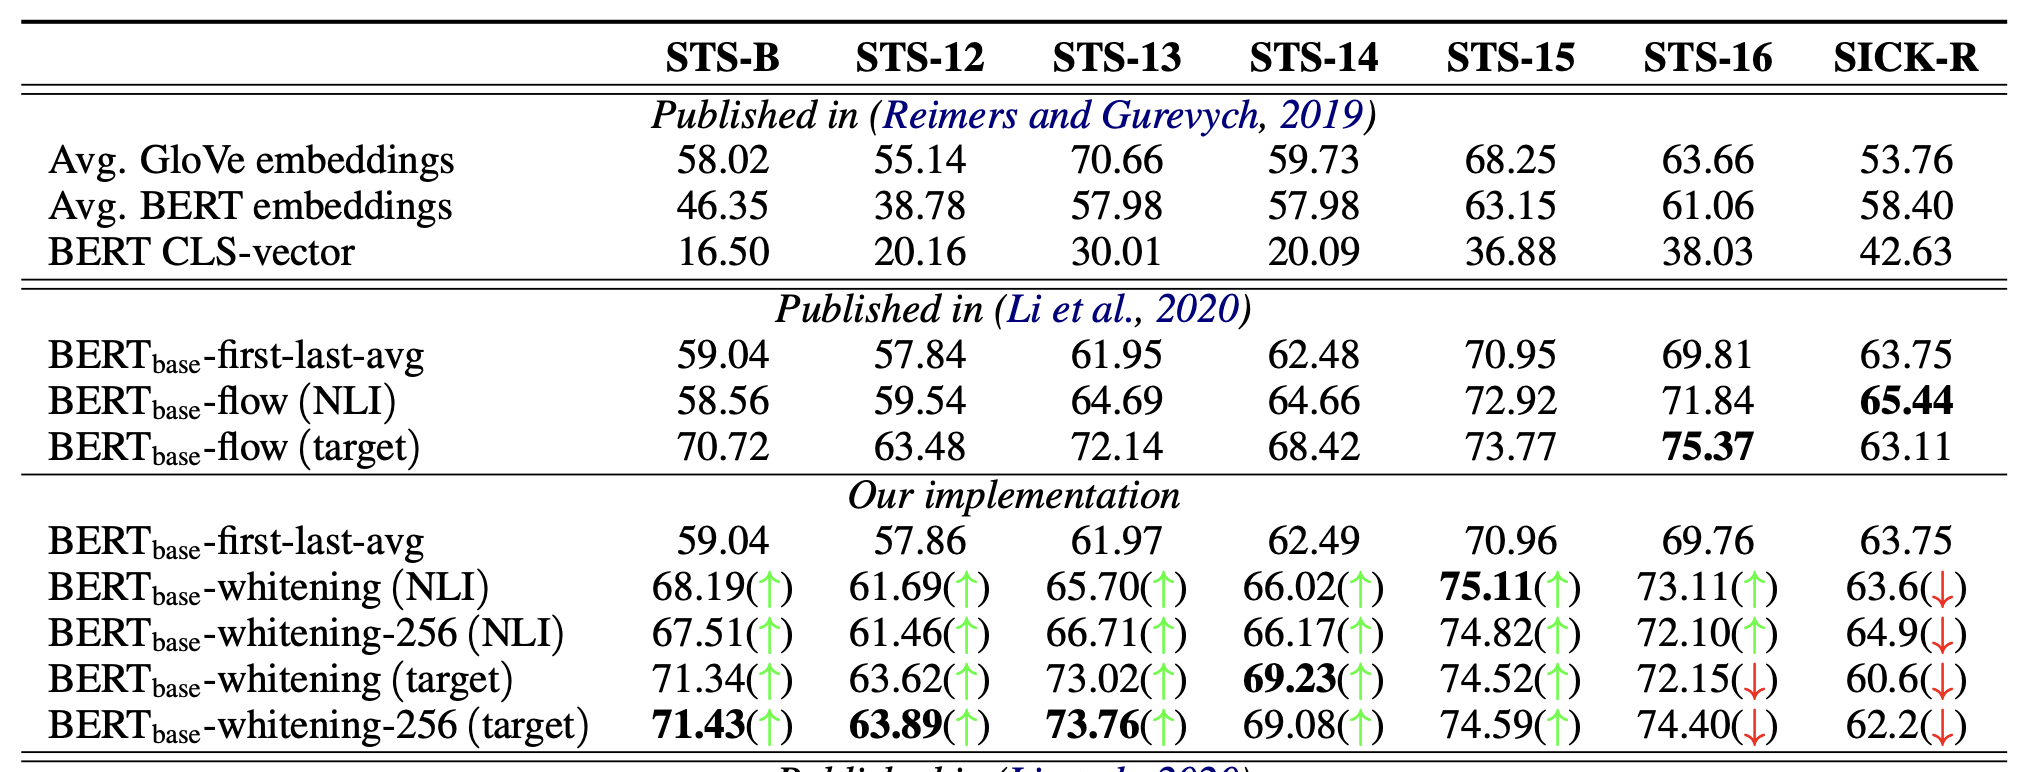 STS-B STS-12 STS-13 STS-14 STS-15 STS-16 SICK-R
Published in (Reimers and Gurevych, 2019)
Avg. GloVe embeddings 58.02 55.14 70.66 59.73 68.25 63.66 53.76
Avg. BERT embeddings 46.35 38.78 57.98 57.98 63.15 61.06 58.40
BERT CLS-vector 16.50 20.16 30.01 20.09 36.88 38.03 42.63
Published in (Li et al., 2020)
BERTbase-first-last-avg 59.04 57.84 61.95 62.48 70.95 69.81 63.75
BERTbase-flow (NLI) 58.56 59.54 64.69 64.66 72.92 71.84 65.44
BERTbase-flow (target) 70.72 63.48 72.14 68.42 73.77 75.37 63.11
Our implementation
BERTbase-first-last-avg 59.04 57.86 61.97 62.49 70.96 69.76 63.75
BERTbase-whitening (NLI) 68.19(↑) 61.69(↑) 65.70(↑) 66.02(↑) 75.11(↑) 73.11(↑) 63.6(↓)
BERTbase-whitening-256 (NLI) 67.51(↑) 61.46(↑) 66.71(↑) 66.17(↑) 74.82(↑) 72.10(↑) 64.9(↓)
BERTbase-whitening (target) 71.34(↑) 63.62(↑) 73.02(↑) 69.23(↑) 74.52(↑) 72.15(↓) 60.6(↓)
BERTbase-whitening-256 (target) 71.43(↑) 63.89(↑) 73.76(↑) 69.08(↑) 74.59(↑) 74.40(↓) 62.2(↓)